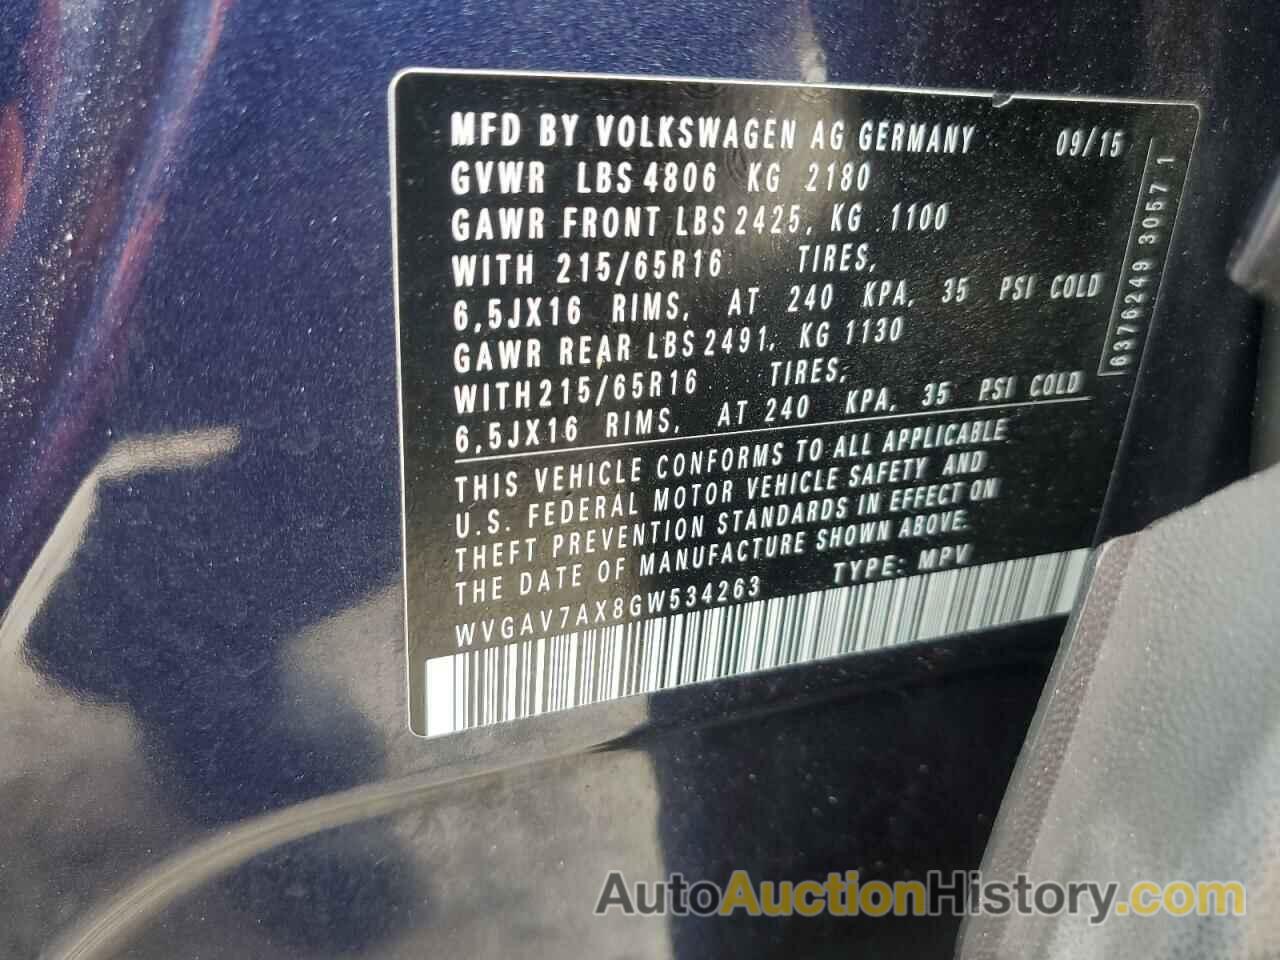 MFD BY VOLKSWAGEN AG GERMANY 09/15
GVWR LBS 4806 KG 2180
GAWR FRONT LBS 2425, KG 1100
WITH 215/65R16 TIRES,
6,5JX16 RIMS, AT 240 KPA, 35 PSI COLD
GAWR REAR LBS 2491, KG 1130
WITH 215/65R16 TIRES,
6,5JX16 RIMS, AT 240 KPA, 35 PSI COLD
THIS VEHICLE CONFORMS TO ALL APPLICABLE
U.S. FEDERAL MOTOR VEHICLE SAFETY AND
THEFT PREVENTION STANDARDS IN EFFECT ON
THE DATE OF MANUFACTURE SHOWN ABOVE.
WVGAV7AX8GW534263 TYPE: MPV
6376249 3057 1
AutoAuctionHistory.com